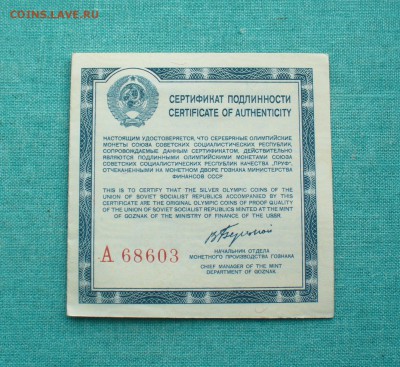 COINS.LAVE.RU
СЕРТИФИКАТ ПОДЛИННОСТИ
CERTIFICATE OF AUTHENTICITY
НАСТОЯЩИМ УДОСТОВЕРЯЕТСЯ, ЧТО СЕРЕБРЯНЫЕ ОЛИМПИЙСКИЕ
МОНЕТЫ СОЮЗА СОВЕТСКИХ СОЦИАЛИСТИЧЕСКИХ РЕСПУБЛИК,
СОПРОВОЖДАЕМЫЕ ДАННЫМ СЕРТИФИКАТОМ, ДЕЙСТВИТЕЛЬНО
ЯВЛЯЮТСЯ ПОДЛИННЫМИ ОЛИМПИЙСКИМИ МОНЕТАМИ СОЮЗА
СОВЕТСКИХ СОЦИАЛИСТИЧЕСКИХ РЕСПУБЛИК КАЧЕСТВА „ПРУФ",
ОТЧЕКАНЕННЫМИ НА МОНЕТНОМ ДВОРЕ ГОЗНАКА МИНИСТЕРСТВА
ФИНАНСОВ СССР
THIS IS TO CERTIFY THAT THE SILVER OLYMPIC COINS OF THE
UNION OF SOVIET SOCIALIST REPUBLICS ACCOMPANIED BY THIS
CERTIFICATE ARE THE ORIGINAL OLYMPIC COINS OF PROOF QUALITY
OF THE UNION OF SOVIET SOCIALIST REPUBLICS MINTED AT THE MINT
OF GOZNAK OF THE MINISTRY OF FINANCE OF THE USSR.
А 68603
НАЧАЛЬНИК ОТДЕЛА
МОНЕТНОГО ПРОИЗВОДСТВА ГОЗНАКА
CHIEF MANAGER OF THE MINT
DEPARTMENT OF GOZNAK